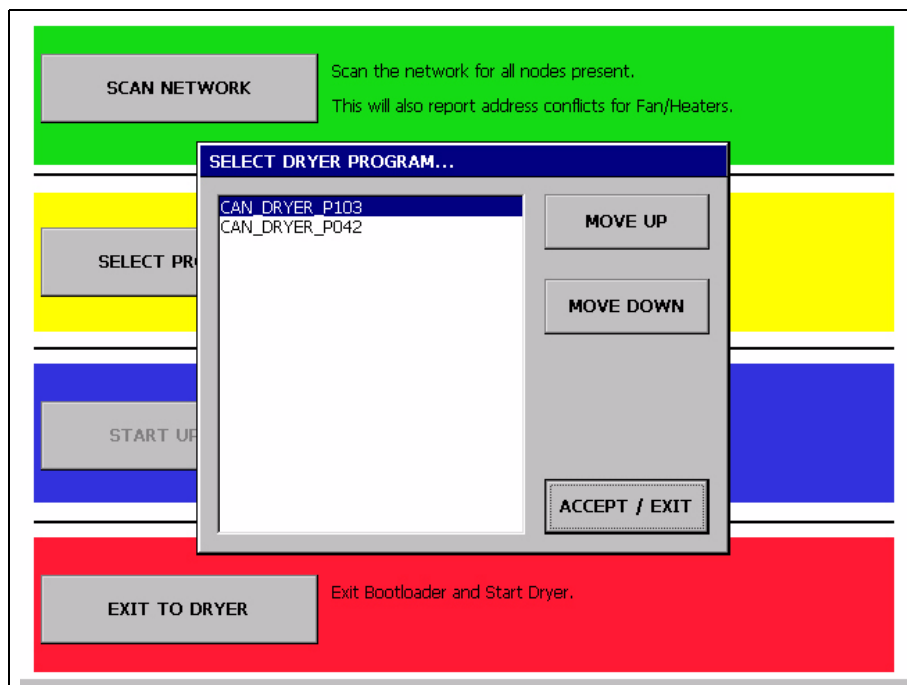 SCAN NETWORK
Scan the network for all nodes present.
This will also report address conflicts for Fan/Heaters.
SELECT DRYER PROGRAM...
CAN_DRYER_P103
CAN_DRYER_P042
MOVE UP
MOVE DOWN
ACCEPT / EXIT
SELECT
START
EXIT TO DRYER
Exit Bootloader and Start Dryer.